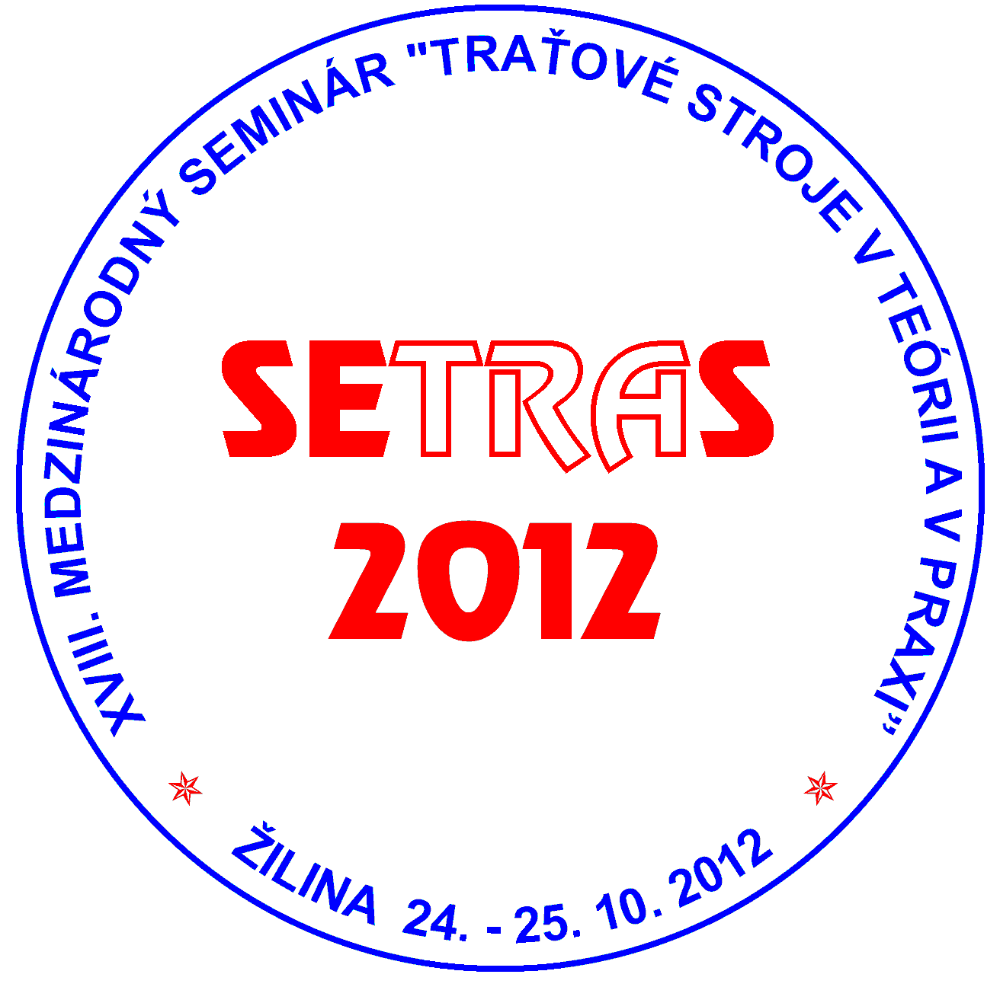 XVIII. MEDZINÁRODNÝ SEMINÁR "TRAŤOVÉ STROJE V TEÓRII A V PRAXI”
SETRAS
2012
ŽILINA 24. - 25. 10. 2012